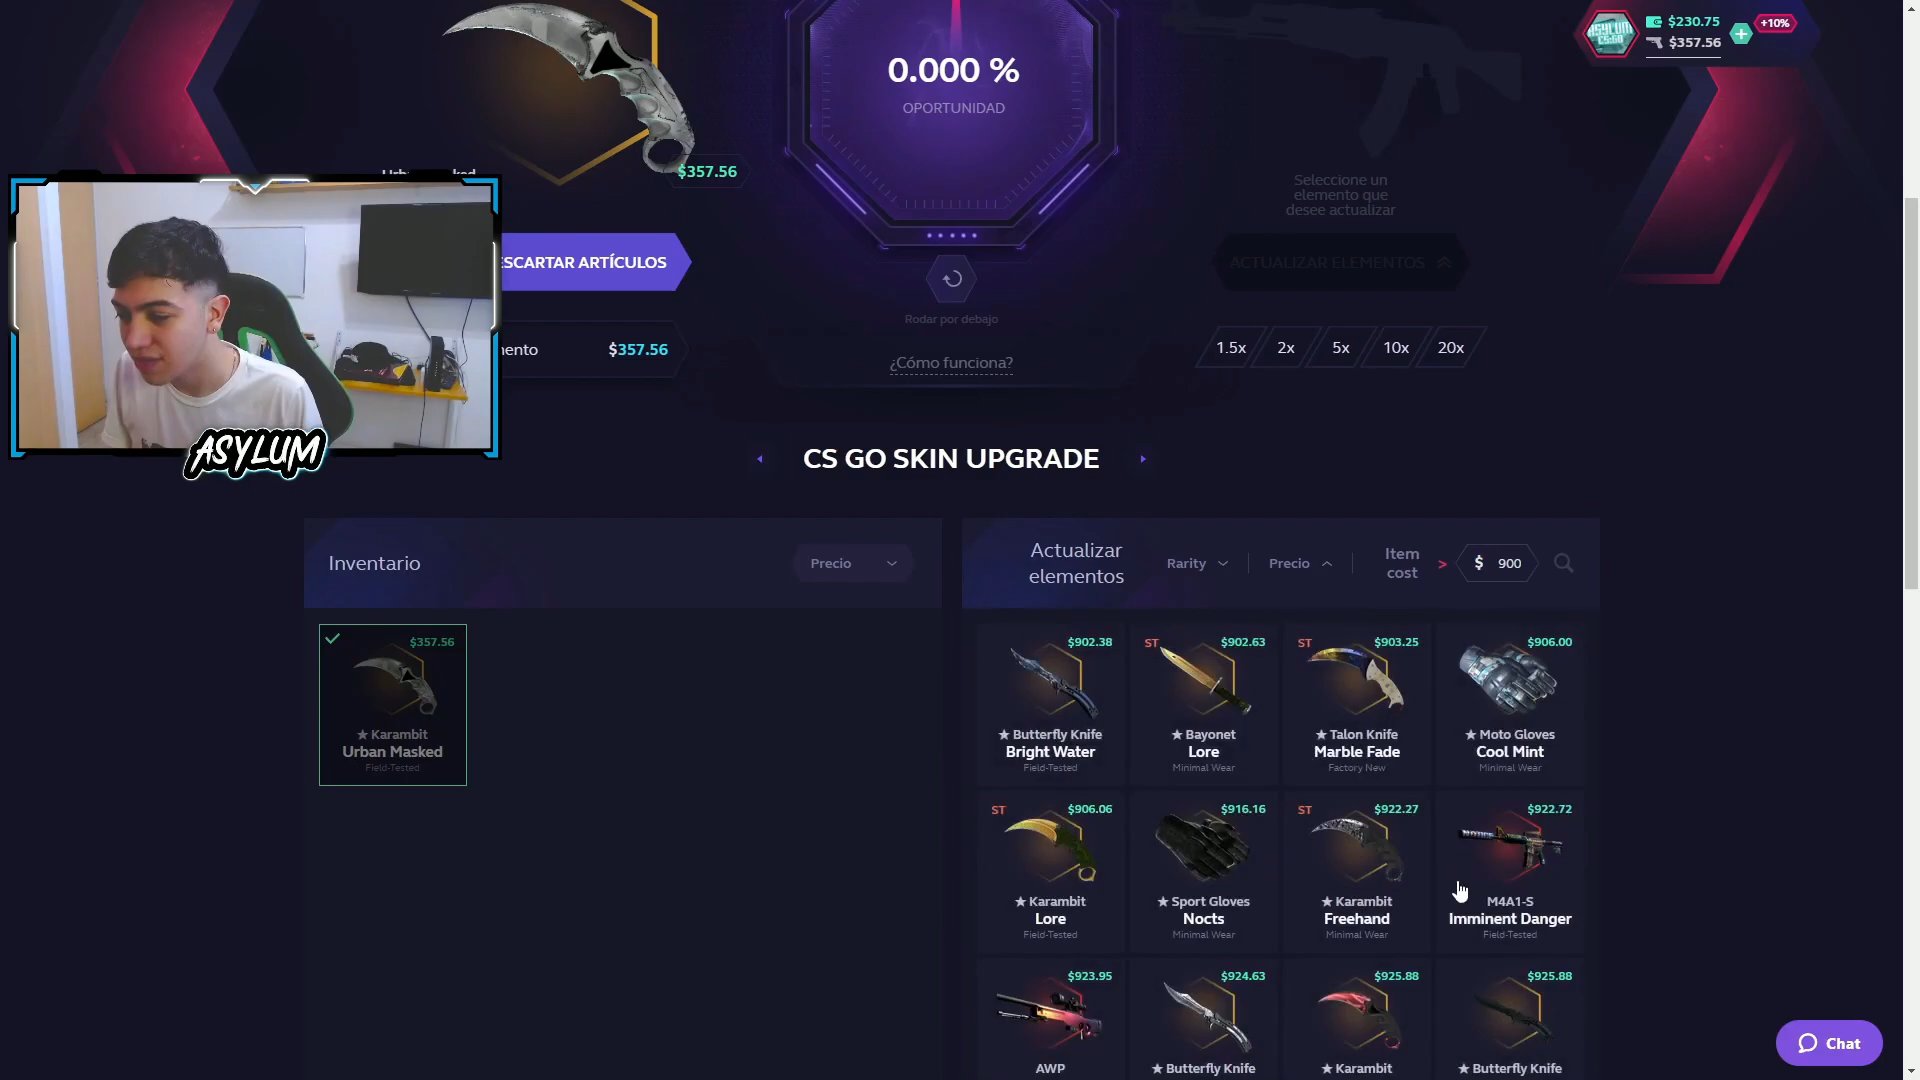 $230.75
+10%
$357.56
0.000 %
OPORTUNIDAD
$357.56
Seleccione un
elemento que
desee actualizar
ESCARTAR ARTÍCULOS
ACTUALIZAR ELEMENTOS
Rodar por debajo
ento
$357.56
1.5x
2x
5x
10x
20x
¿Cómo funciona?
ASYLUM
CS GO SKIN UPGRADE
Inventario
Precio
Actualizar
elementos
Rarity
Precio
Item
cost
>
$ 900
$357.56
★ Karambit
Urban Masked
Field-Tested
$902.38
★ Butterfly Knife
Bright Water
Field-Tested
ST
$902.63
★ Bayonet
Lore
Minimal Wear
ST
$903.25
★ Talon Knife
Marble Fade
Factory New
$906.00
★ Moto Gloves
Cool Mint
Minimal Wear
ST
$906.06
★ Karambit
Lore
Field-Tested
$916.16
★ Sport Gloves
Nocts
Minimal Wear
ST
$922.27
★ Karambit
Freehand
Minimal Wear
$922.72
M4A1-S
Imminent Danger
Field-Tested
$923.95
AWP
$924.63
★ Butterfly Knife
$925.88
★ Karambit
$925.88
★ Butterfly Knife
Chat